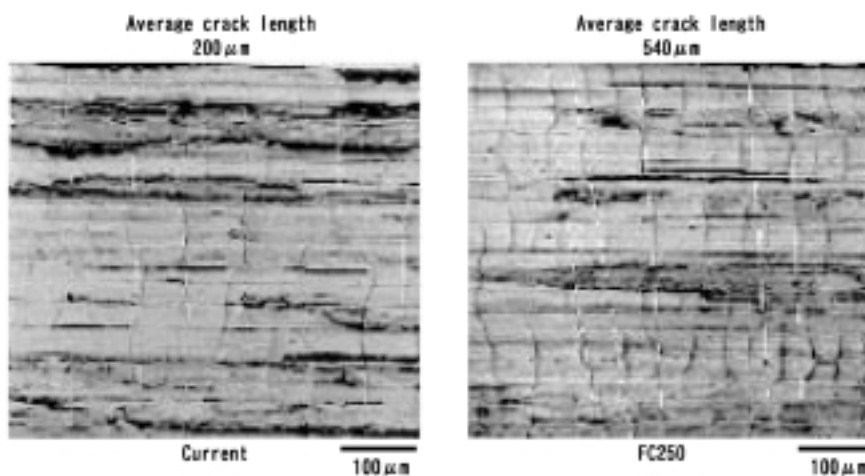 Average crack length
200μm
Average crack length
540μm
Current
100μm
FC250
100μm